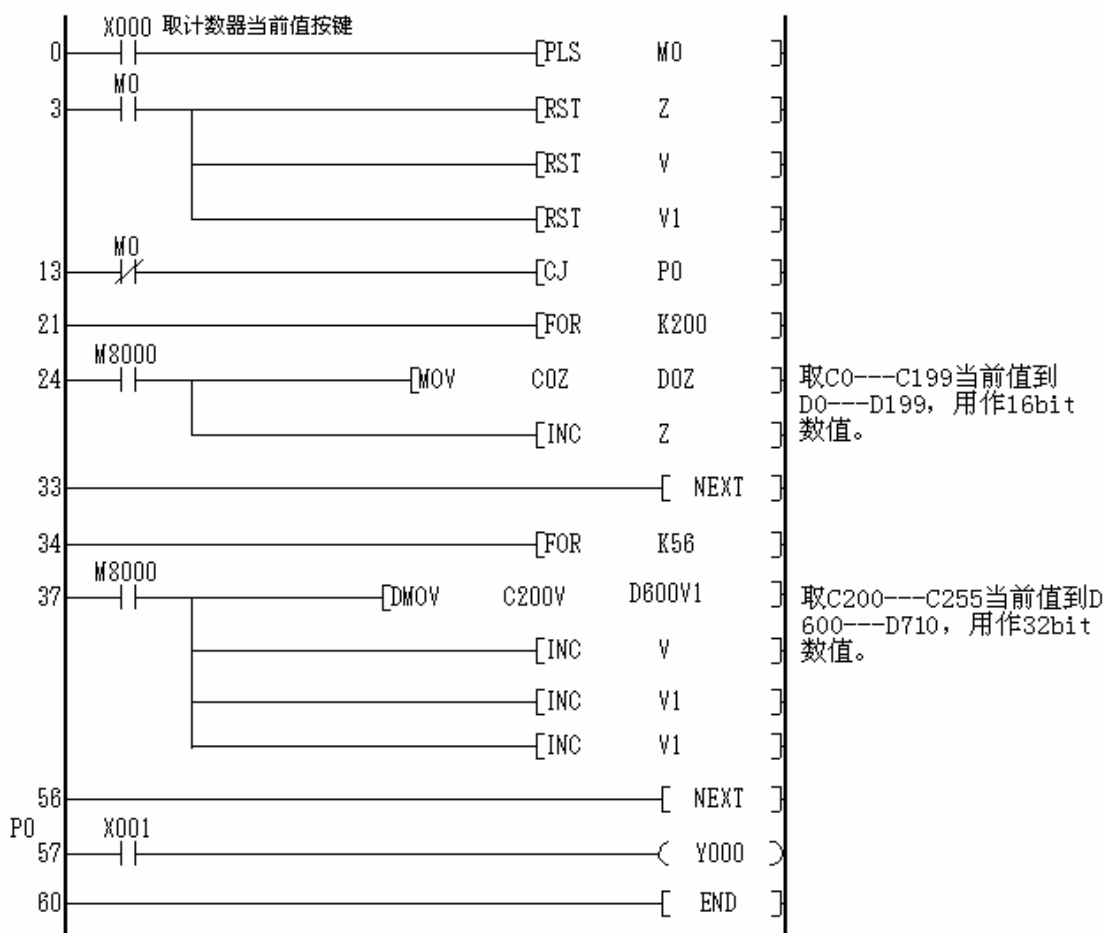 X000 取计数器当前值按键
0 [PLS M0 ]
M0
3 [RST Z ]
[RST V ]
[RST V1 ]
M0
13 [CJ P0 ]
21 [FOR K200 ]
M8000
24 [MOV C0Z D0Z ] 取C0---C199当前值到
D0---D199，用作16bit
[INC Z ] 数值。
33 [ NEXT ]
34 [FOR K56 ]
M8000
37 [DMOV C200V D600V1 ] 取C200---C255当前值到D
600---D710，用作32bit
[INC V ] 数值。
[INC V1 ]
[INC V1 ]
56 [ NEXT ]
P0 X001
57 ( Y000 )
60 [ END ]